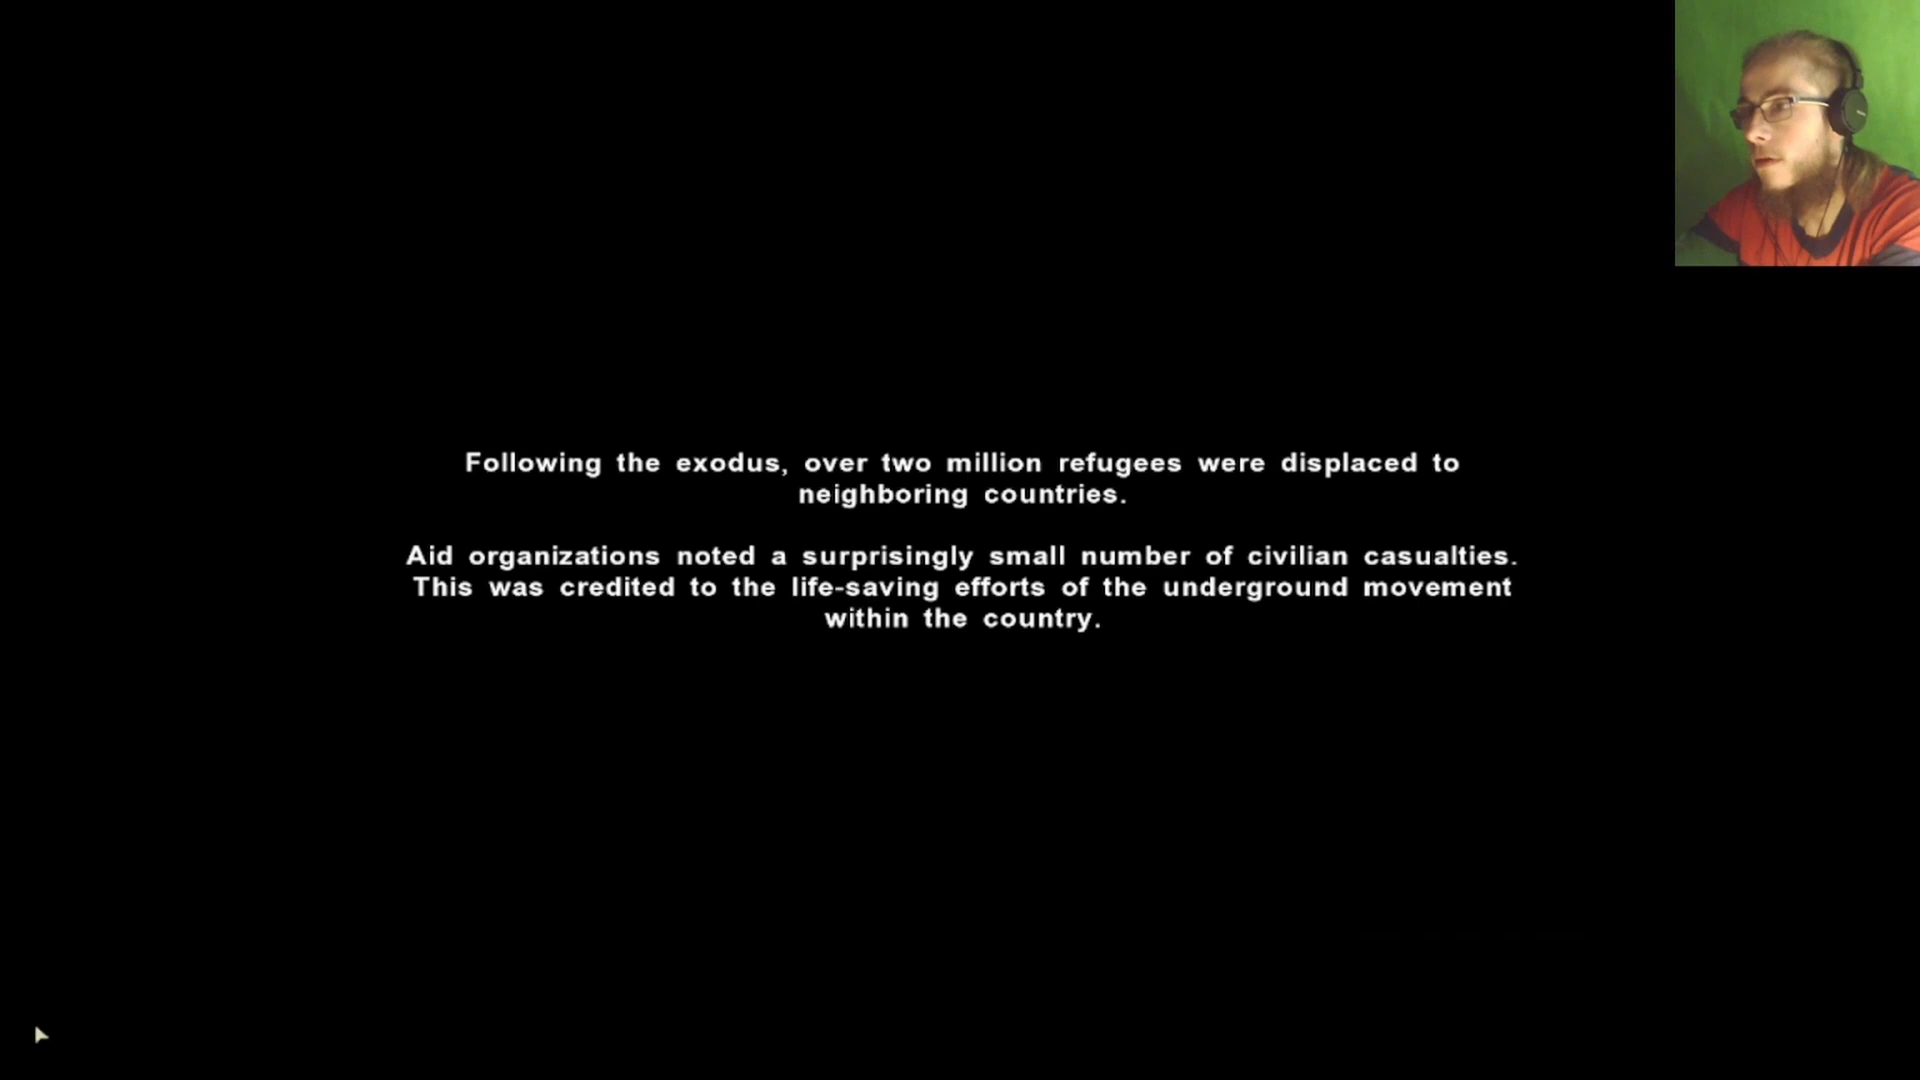 Following the exodus, over two million refugees were displaced to
neighboring countries.
Aid organizations noted a surprisingly small number of civilian casualties.
This was credited to the life-saving efforts of the underground movement
within the country.